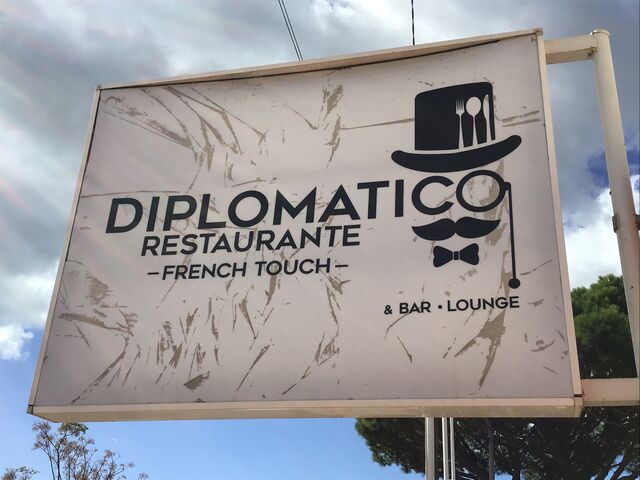 DIPLOMATICO
RESTAURANTE
–FRENCH TOUCH–
& BAR • LOUNGE